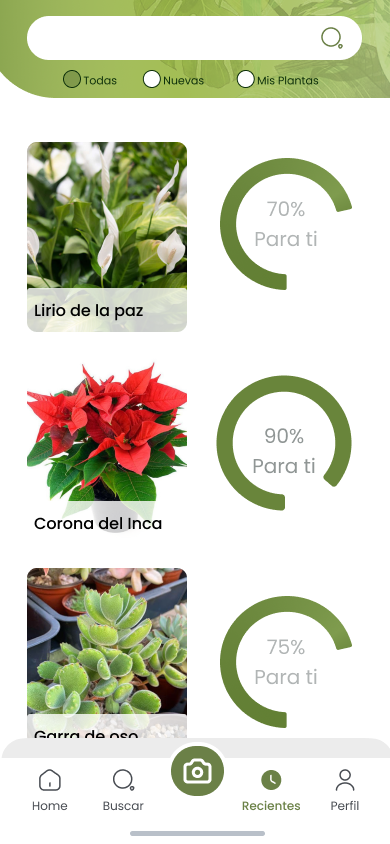 Todas
Nuevas
Mis Plantas
70%
Para ti
Lirio de la paz
90%
Para ti
Corona del Inca
75%
Para ti
Garra de oso
Home
Buscar
Recientes
Perfil